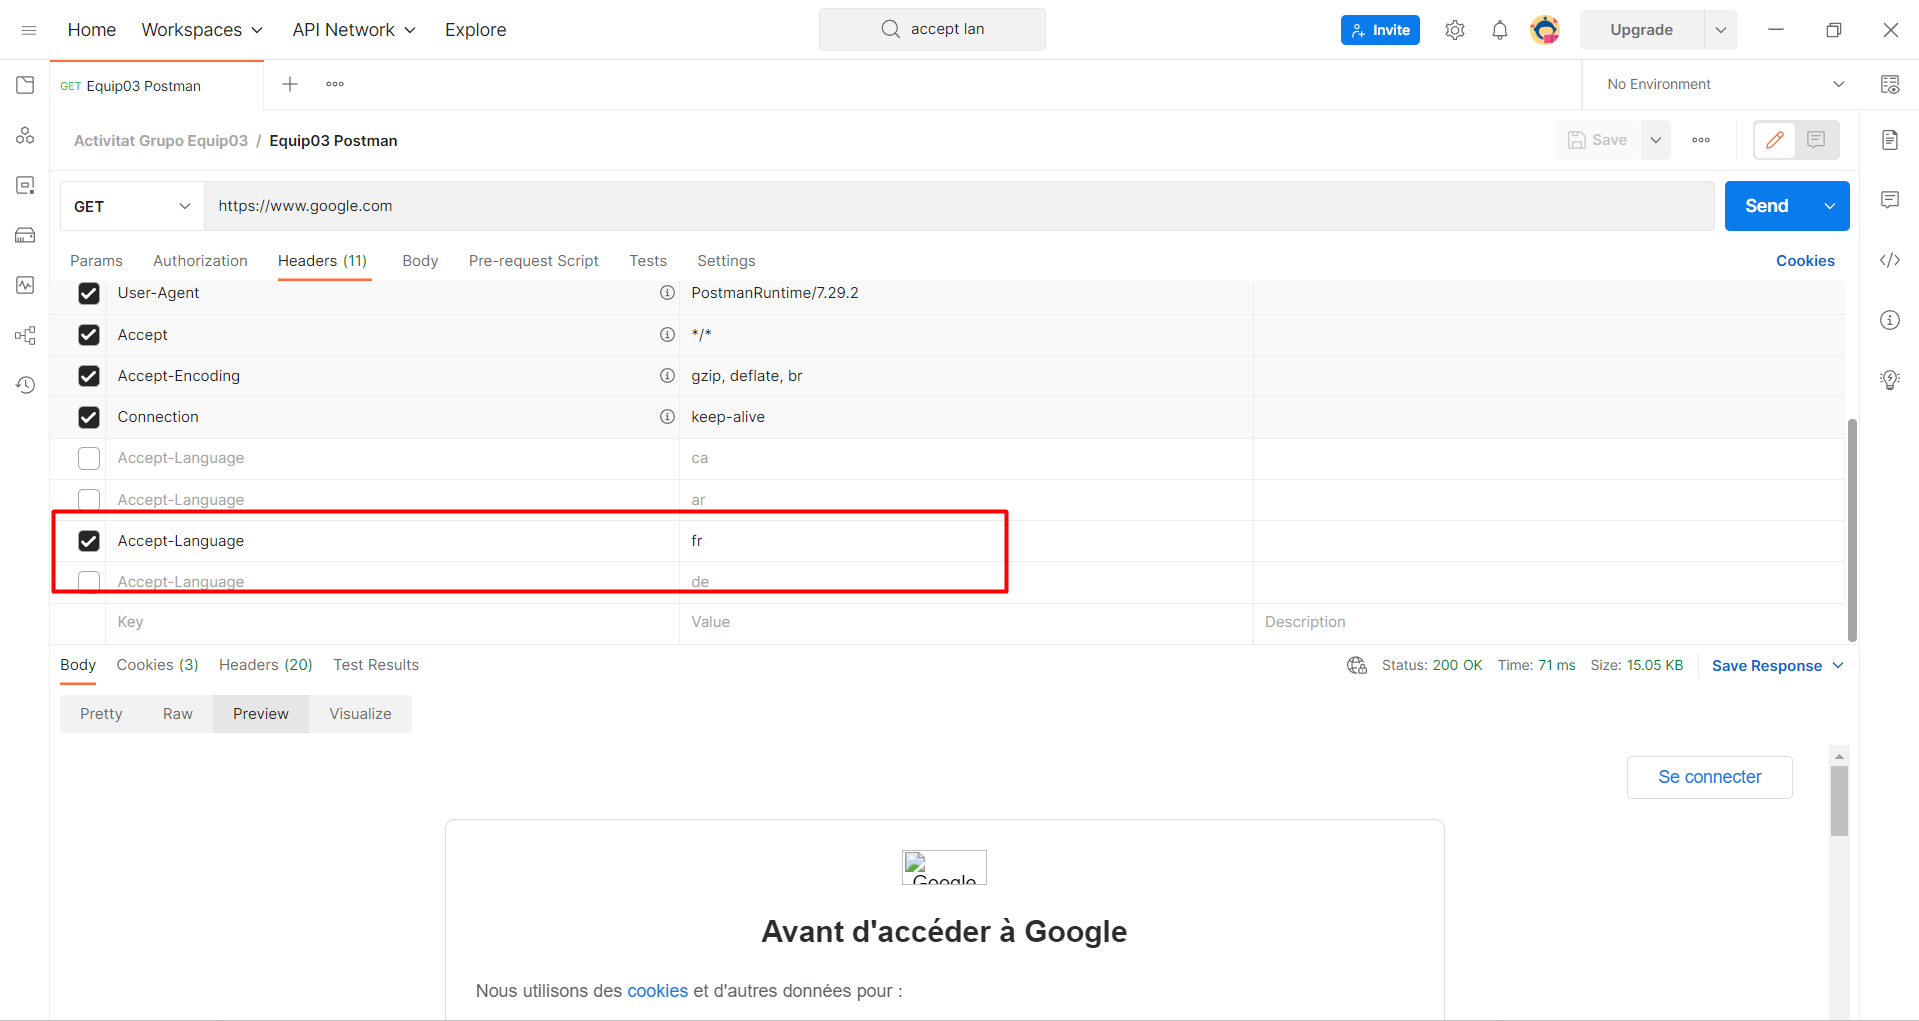 Home Workspaces API Network Explore accept lan Invite Upgrade
GET Equip03 Postman No Environment
Activitat Grupo Equip03 / Equip03 Postman Save
GET https://www.google.com Send
Params Authorization Headers (11) Body Pre-request Script Tests Settings Cookies
User-Agent PostmanRuntime/7.29.2
Accept */*
Accept-Encoding gzip, deflate, br
Connection keep-alive
Accept-Language ca
Accept-Language ar
Accept-Language fr
Accept-Language de
Key Value Description
Body Cookies (3) Headers (20) Test Results Status: 200 OK Time: 71 ms Size: 15.05 KB Save Response
Pretty Raw Preview Visualize
Se connecter
Google
Avant d'accéder à Google
Nous utilisons des cookies et d'autres données pour :